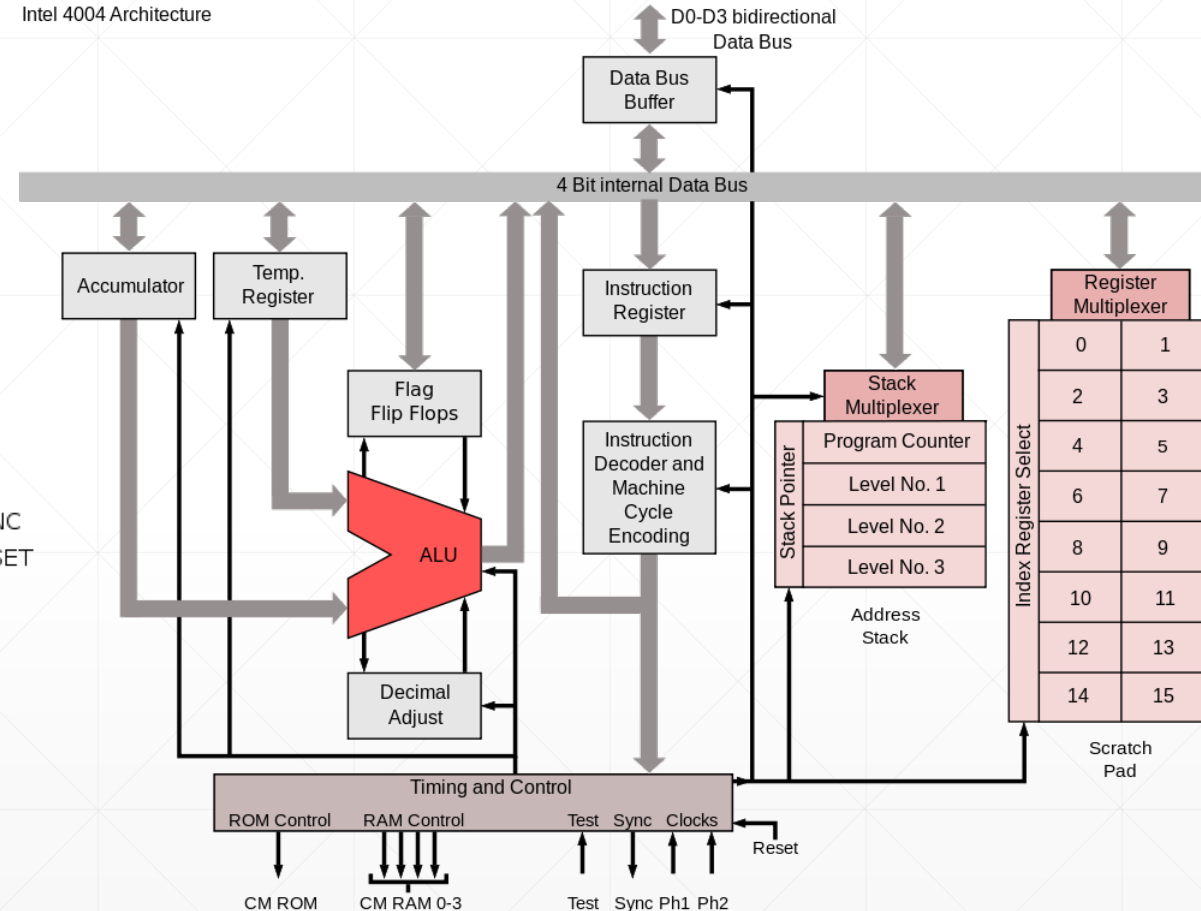 Intel 4004 Architecture
D0-D3 bidirectional
Data Bus
Data Bus
Buffer
4 Bit internal Data Bus
Accumulator
Temp.
Register
Instruction
Register
Register
Multiplexer
Flag
Flip Flops
Stack
Multiplexer
Instruction
Decoder and
Machine
Cycle
Encoding
Stack Pointer
Program Counter
Level No. 1
Level No. 2
Level No. 3
Address
Stack
Index Register Select
0 1
2 3
4 5
6 7
8 9
10 11
12 13
14 15
Scratch
Pad
NC
SET
ALU
Decimal
Adjust
Timing and Control
ROM Control RAM Control Test Sync Clocks
Reset
CM ROM CM RAM 0-3 Test Sync Ph1 Ph2